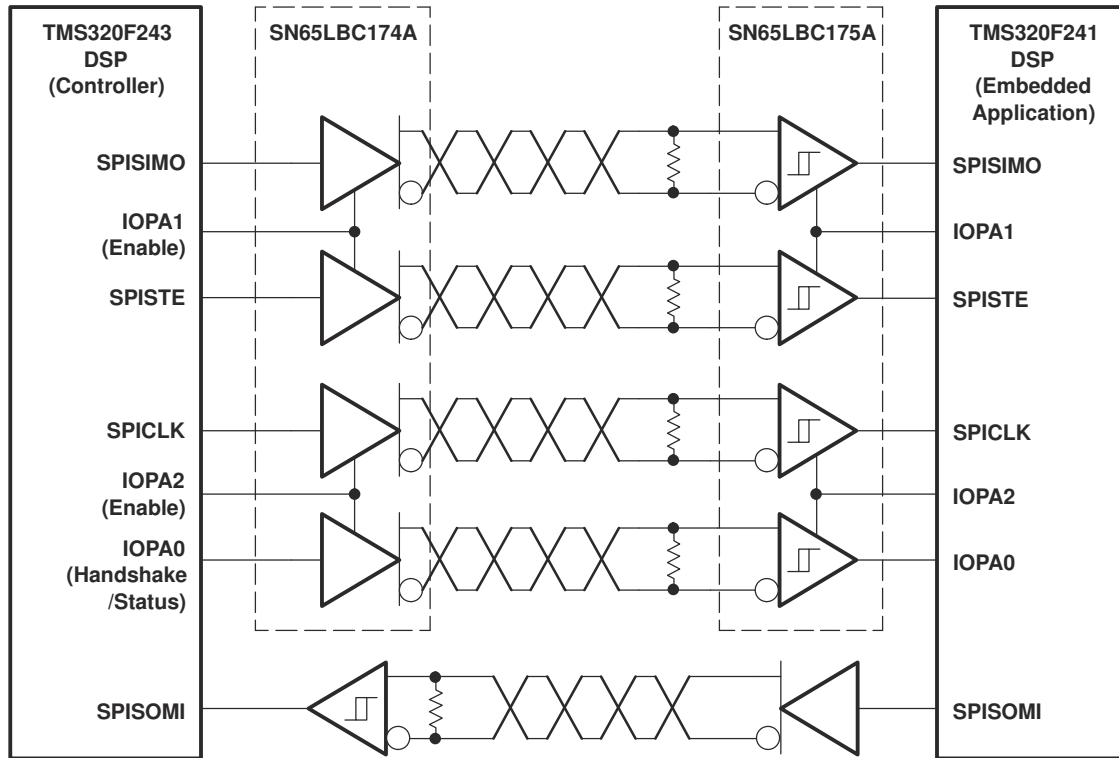 TMS320F243
DSP
(Controller)
SN65LBC174A
SN65LBC175A
TMS320F241
DSP
(Embedded
Application)
SPISIMO
SPISIMO
IOPA1
(Enable)
IOPA1
SPISTE
SPISTE
SPICLK
SPICLK
IOPA2
(Enable)
IOPA2
IOPA0
(Handshake
/Status)
IOPA0
SPISOMI
SPISOMI